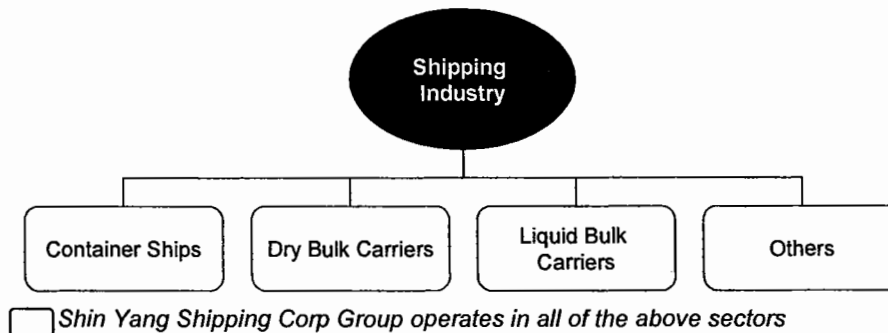 Shipping
Industry
Container Ships
Dry Bulk Carriers
Liquid Bulk
Carriers
Others
Shin Yang Shipping Corp Group operates in all of the above sectors